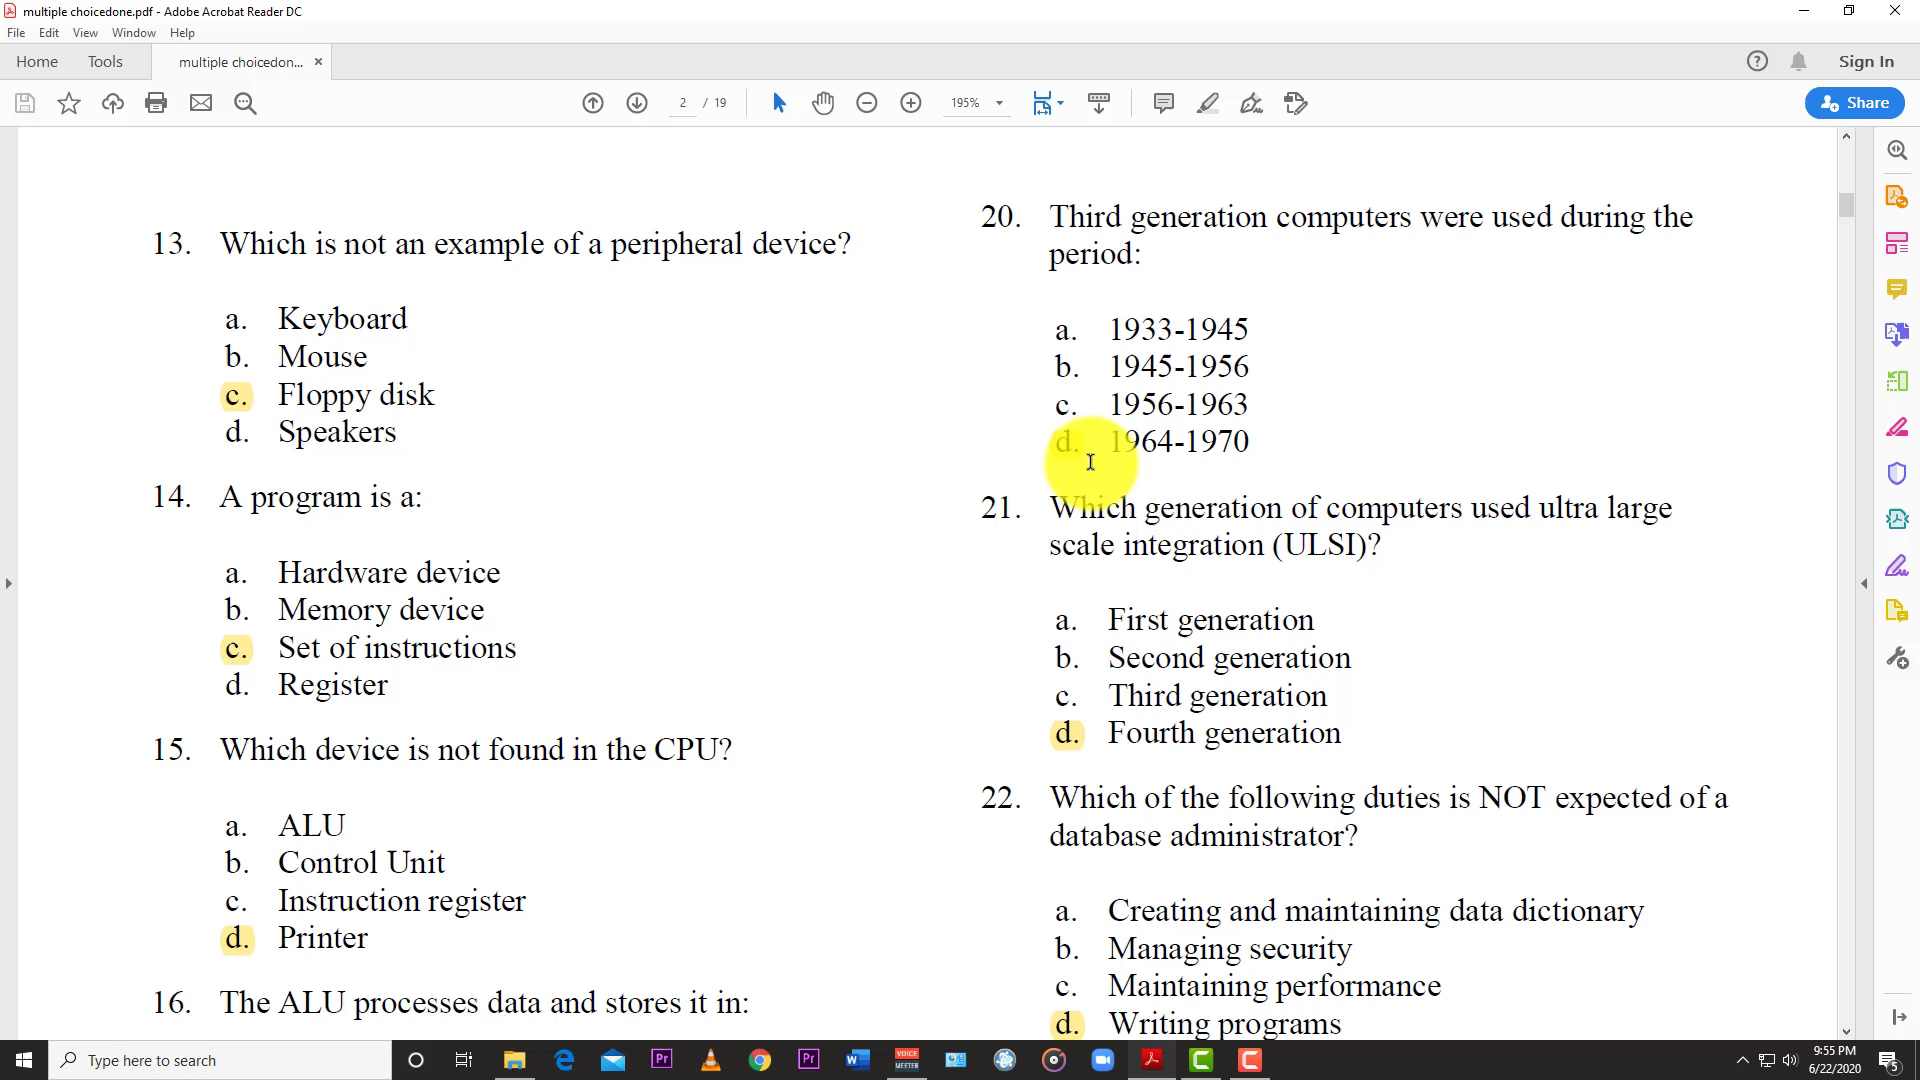 multiple choicedone.pdf - Adobe Acrobat Reader DC
File Edit View Window Help
Home Tools multiple choicedon... × Sign In
2 / 19 195% Share
13. Which is not an example of a peripheral device?
a. Keyboard
b. Mouse
c. Floppy disk
d. Speakers
14. A program is a:
a. Hardware device
b. Memory device
c. Set of instructions
d. Register
15. Which device is not found in the CPU?
a. ALU
b. Control Unit
c. Instruction register
d. Printer
16. The ALU processes data and stores it in:
20. Third generation computers were used during the
period:
a. 1933-1945
b. 1945-1956
c. 1956-1963
d. 1964-1970
21. Which generation of computers used ultra large
scale integration (ULSI)?
a. First generation
b. Second generation
c. Third generation
d. Fourth generation
22. Which of the following duties is NOT expected of a
database administrator?
a. Creating and maintaining data dictionary
b. Managing security
c. Maintaining performance
d. Writing programs
Type here to search
Pr
Pr
VOICE
MEETER
9:55 PM
6/22/2020
5